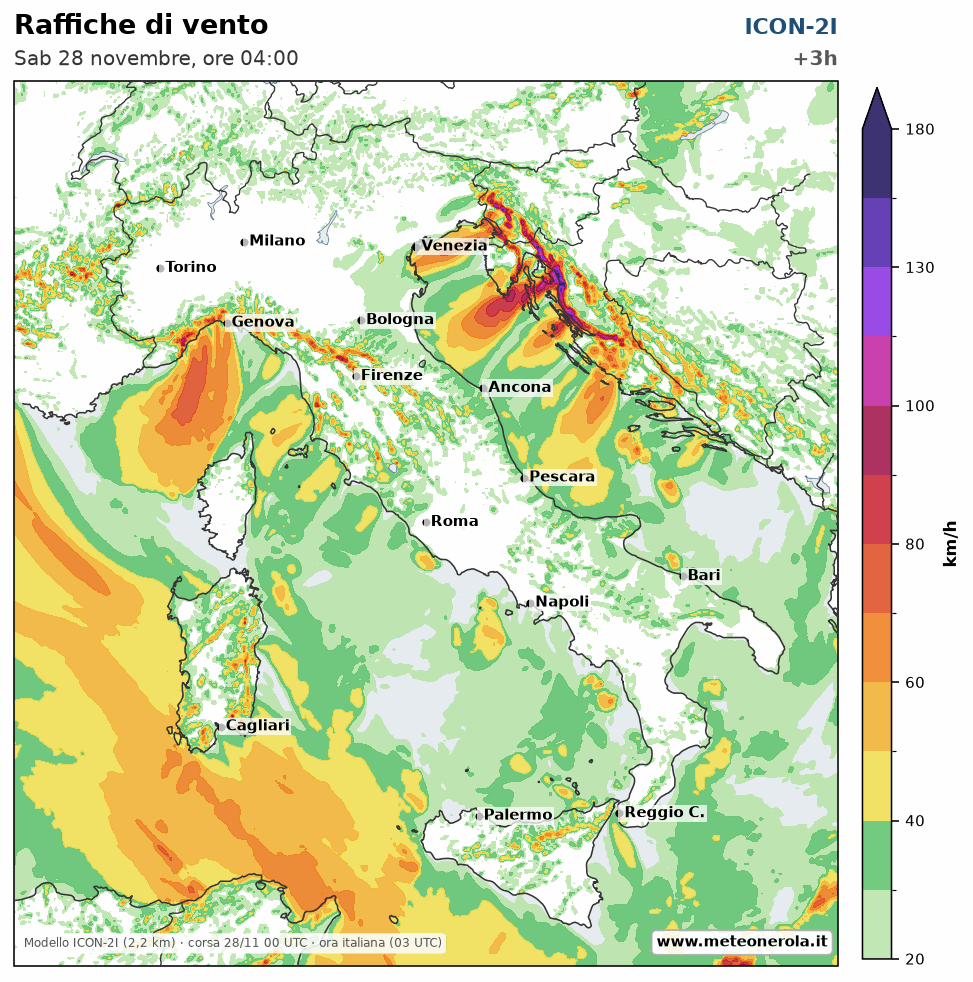 Raffiche di vento
ICON-2I
Sab 28 novembre, ore 04:00
+3h
180
130
100
80
60
40
20
km/h
Milano
Venezia
Torino
Genova
Bologna
Firenze
Ancona
Pescara
Roma
Bari
Napoli
Cagliari
Palermo
Reggio C.
Modello ICON-2I (2,2 km) · corsa 28/11 00 UTC · ora italiana (03 UTC)
www.meteonerola.it